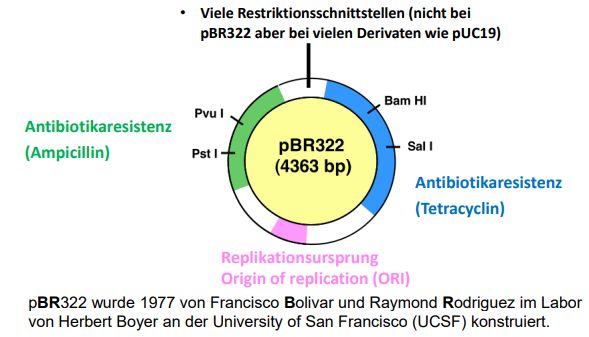 • Viele Restriktionsschnittstellen (nicht bei
pBR322 aber bei vielen Derivaten wie pUC19)
Bam HI
Pvu I
Antibiotikaresistenz
(Ampicillin)
Pst I
pBR322
(4363 bp)
Sal I
Antibiotikaresistenz
(Tetracyclin)
Replikationsursprung
Origin of replication (ORI)
pBR322 wurde 1977 von Francisco Bolivar und Raymond Rodriguez im Labor
von Herbert Boyer an der University of San Francisco (UCSF) konstruiert.